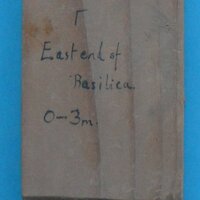 East end of
Basilica.
0-3m.